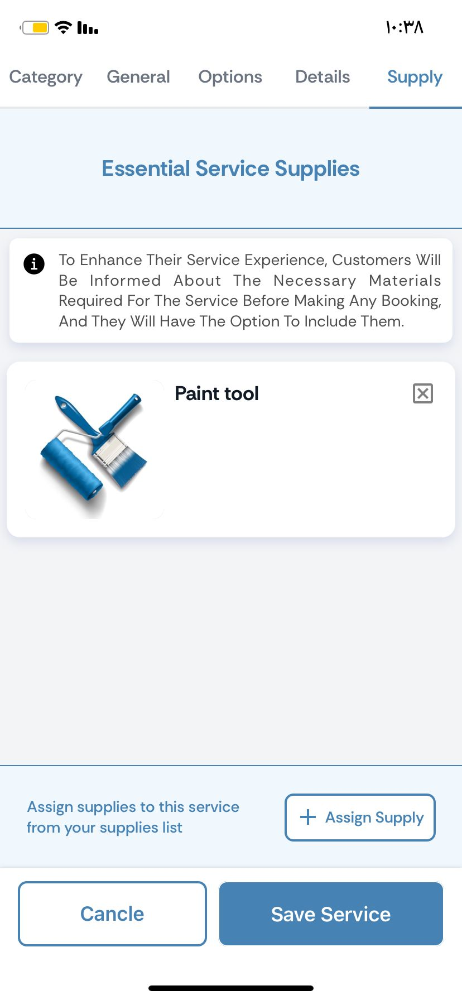 ١٠:٣٨
Category General Options Details Supply
Essential Service Supplies
To Enhance Their Service Experience, Customers Will
Be Informed About The Necessary Materials
Required For The Service Before Making Any Booking,
And They Will Have The Option To Include Them.
Paint tool
Assign supplies to this service
from your supplies list
Assign Supply
Cancle
Save Service